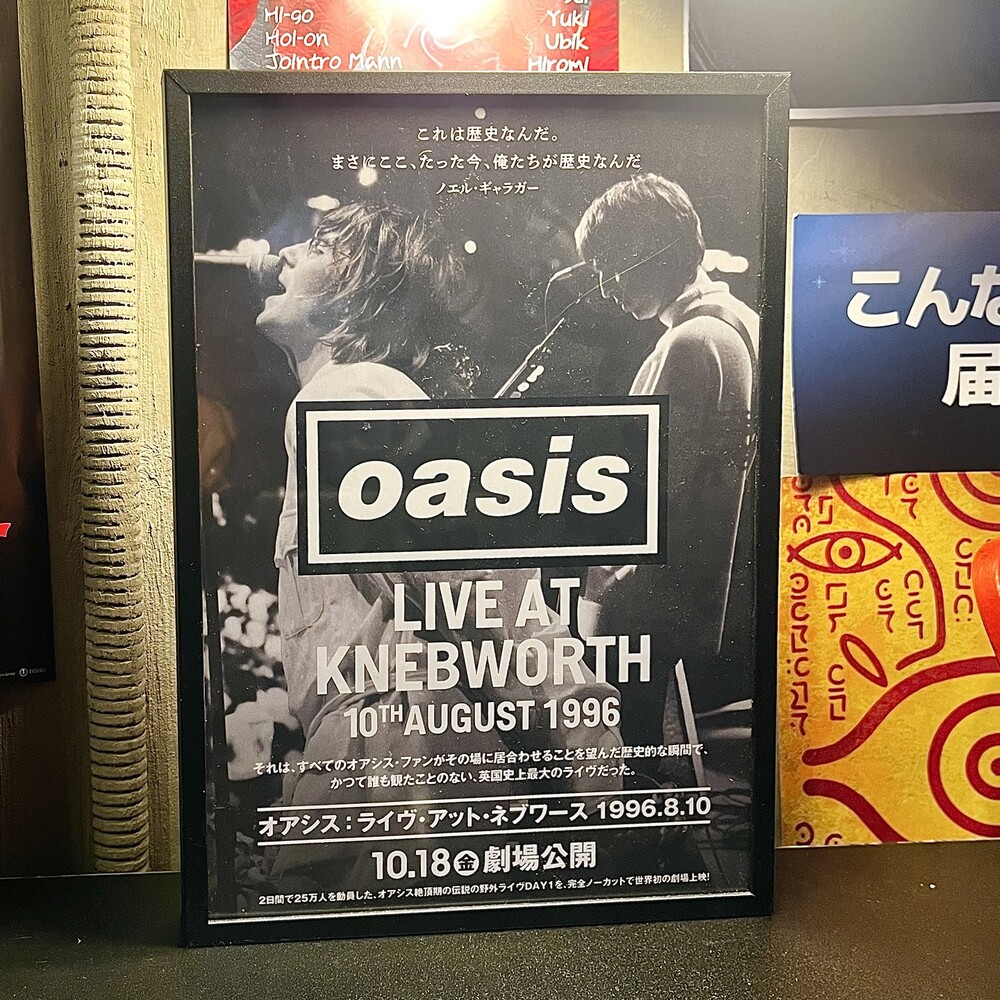 Hi-go
Hol-on
Jointro Mann
Yuki
Ubik
Hiromi
これは歴史なんだ。
まさにここ、たった今、俺たちが歴史なんだ
ノエル・ギャラガー
oasis
LIVE AT
KNEBWORTH
10TH AUGUST 1996
それは、すべてのオアシス・ファンがその場に居合わせることを望んだ歴史的な瞬間で、
かつて誰も観たことのない、英国史上最大のライヴだった。
オアシス：ライヴ・アット・ネブワース 1996.8.10
10.18㊎劇場公開
2日間で25万人を動員した、オアシス絶頂期の伝説の野外ライヴDAY1を、完全ノーカットで世界初の劇場上映!
こんな
届